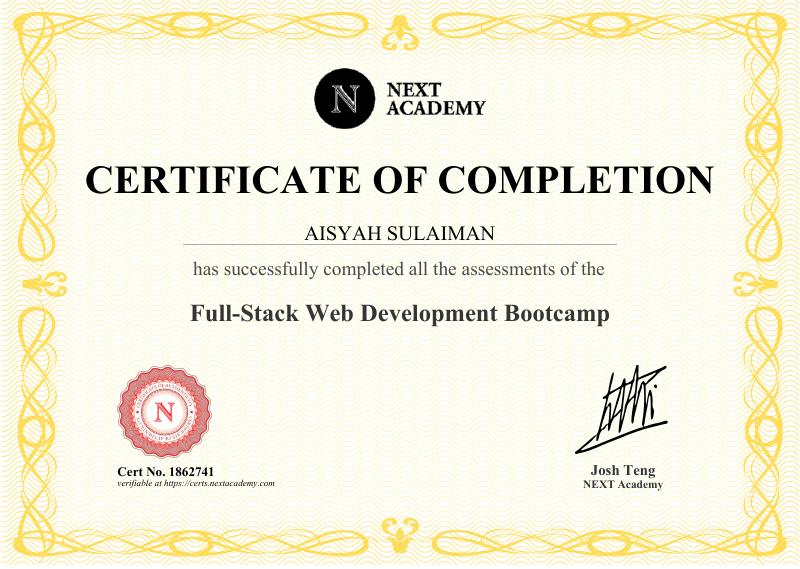 NEXT
ACADEMY
CERTIFICATE OF COMPLETION
AISYAH SULAIMAN
has successfully completed all the assessments of the
Full-Stack Web Development Bootcamp
N
Cert No. 1862741
verifiable at https://certs.nextacademy.com
Josh Teng
NEXT Academy